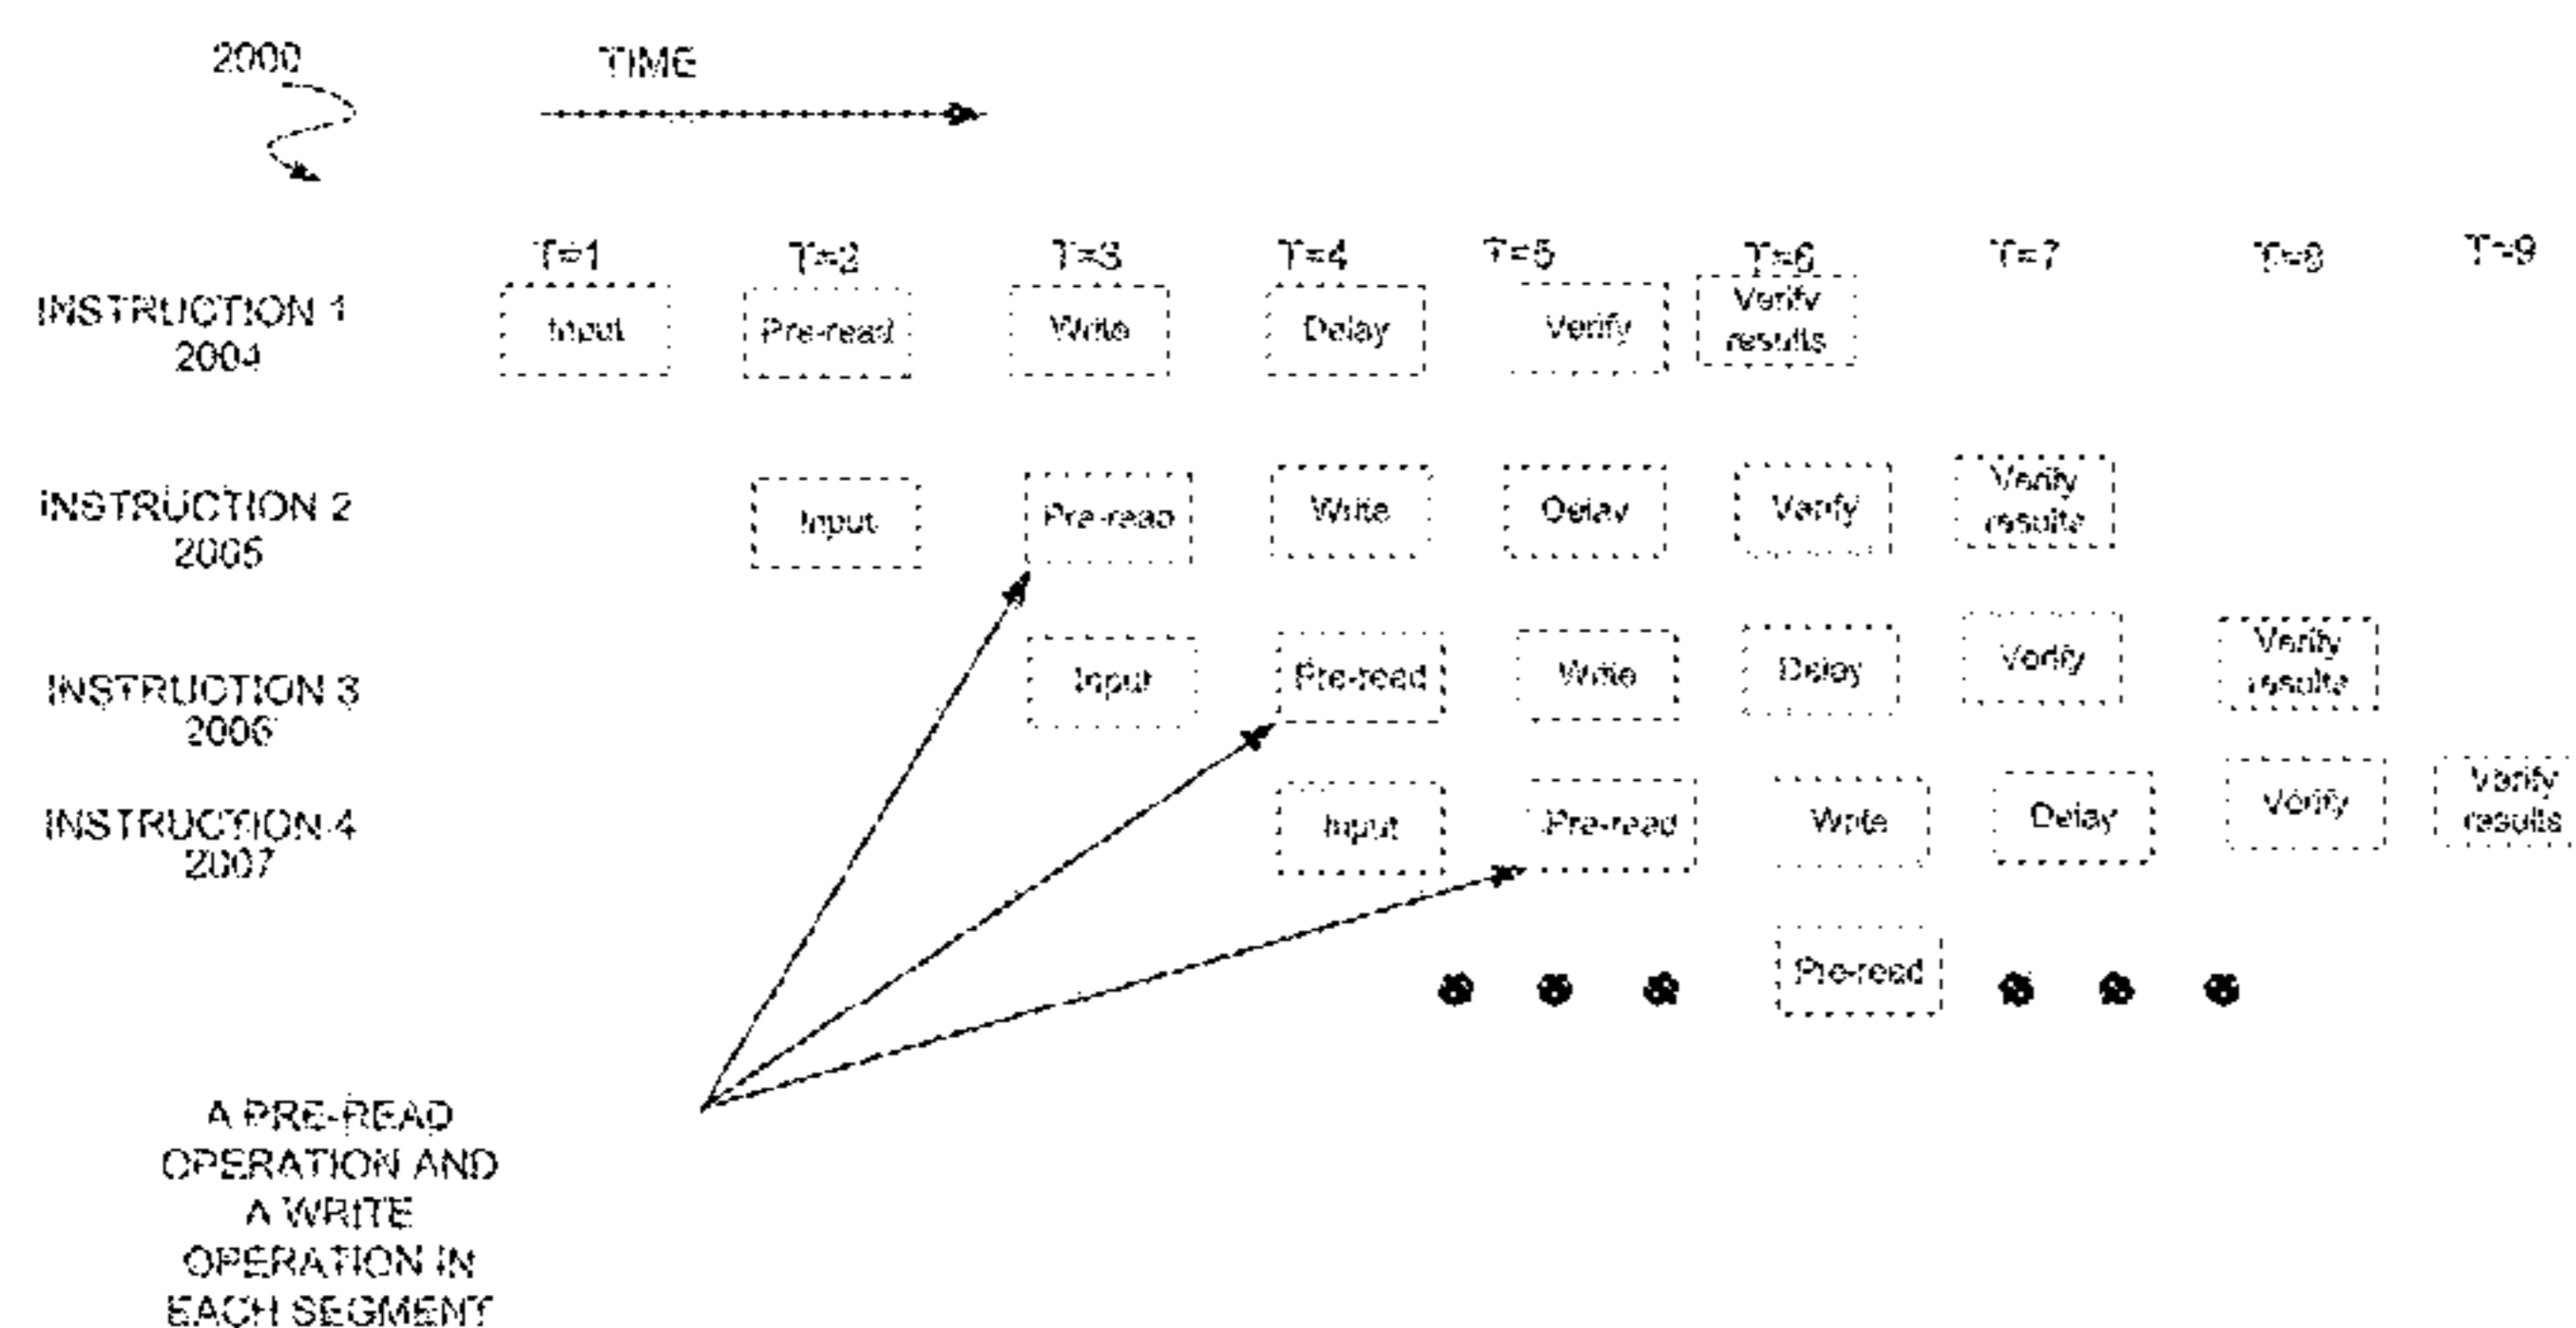 2000
TIME
T=1 T=2 T=3 T=4 T=5 T=6 T=7 T=8 T=9
INSTRUCTION 1
2004
Input Pre-read Write Delay Verify Verify results
INSTRUCTION 2
2005
Input Pre-read Write Delay Verify Verify results
INSTRUCTION 3
2006
Input Pre-read Write Delay Verify Verify results
INSTRUCTION 4
2007
Input Pre-read Write Delay Verify Verify results
Pre-read
A PRE-READ
OPERATION AND
A WRITE
OPERATION IN
EACH SEGMENT